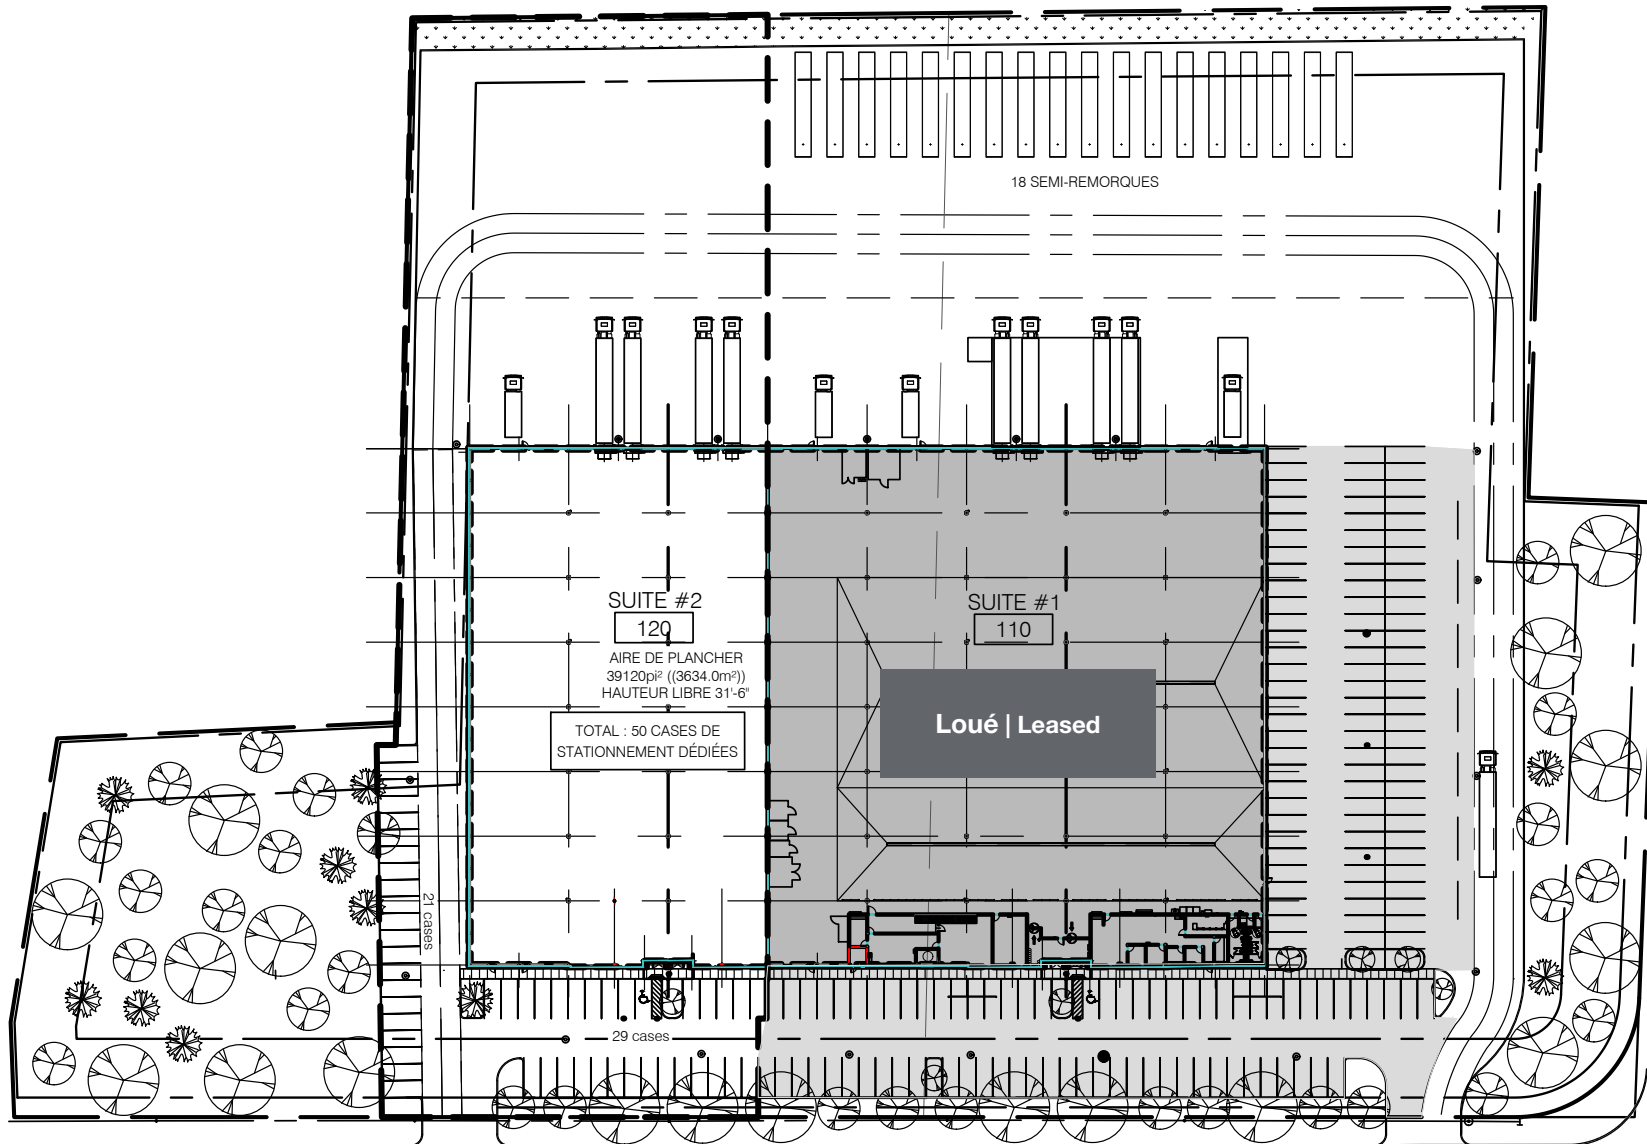 18 SEMI-REMORQUES
SUITE #2
120
AIRE DE PLANCHER
39120pi² ((3634.0m²))
HAUTEUR LIBRE 31'-6"
TOTAL : 50 CASES DE
STATIONNEMENT DÉDIÉES
SUITE #1
110
Loué | Leased
21 cases
29 cases